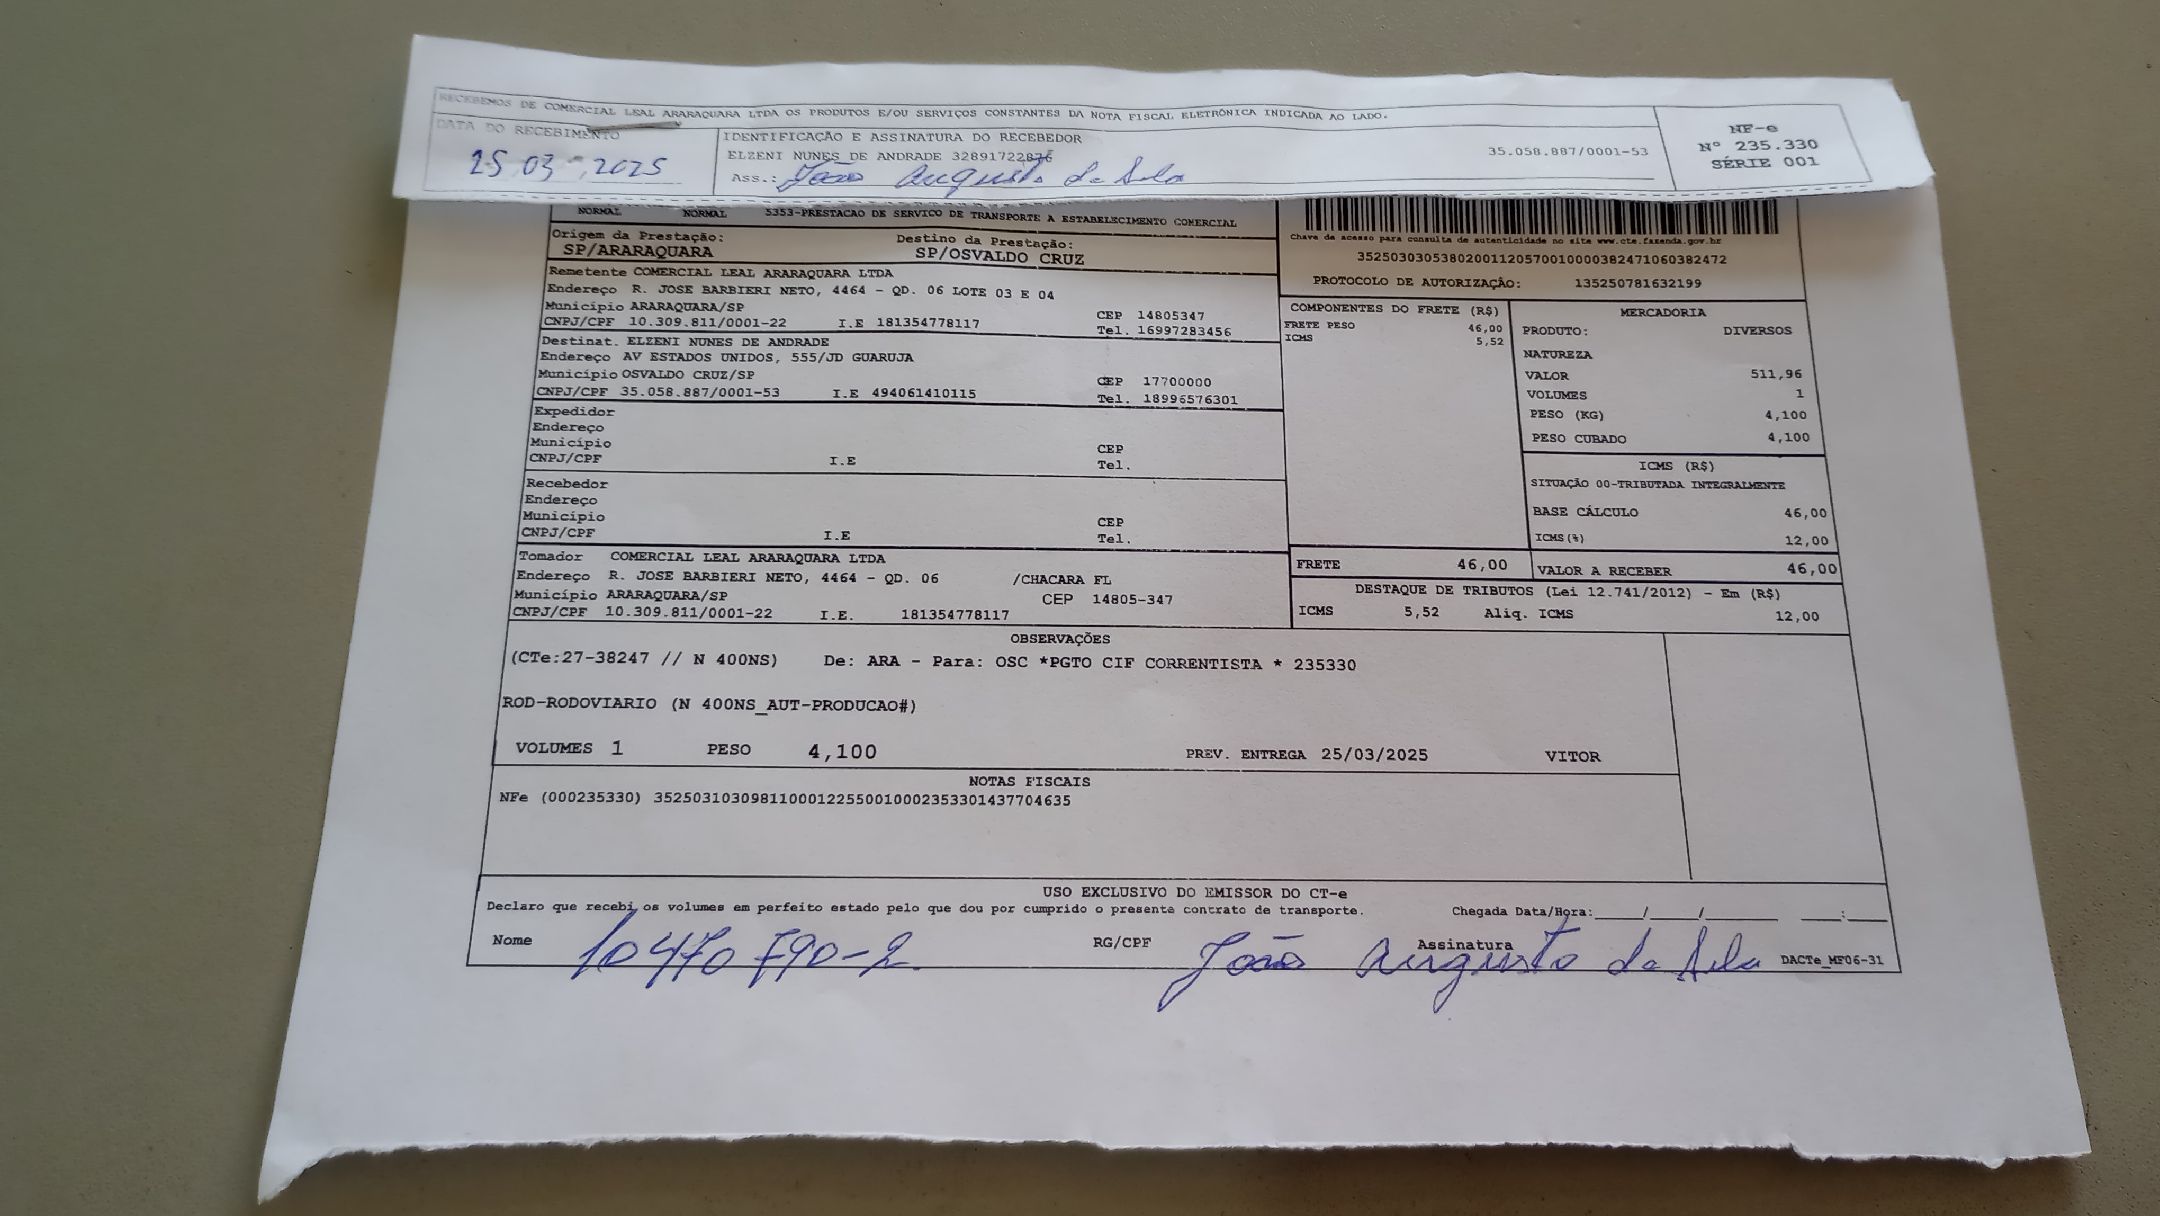 RECEBEMOS DE COMERCIAL LEAL ARARAQUARA LTDA OS PRODUTOS E/OU SERVIÇOS CONSTANTES DA NOTA FISCAL ELETRÔNICA INDICADA AO LADO.
DATA DO RECEBIMENTO
25 03 2025
IDENTIFICAÇÃO E ASSINATURA DO RECEBEDOR
ELZENI NUNES DE ANDRADE 32891722876
35.058.887/0001-53
Ass.: João Augusto da Silva
NF-e
Nº 235.330
SÉRIE 001
NORMAL NORMAL 5353-PRESTACAO DE SERVICO DE TRANSPORTE A ESTABELECIMENTO COMERCIAL
Origem da Prestação: Destino da Prestação:
SP/ARARAQUARA SP/OSVALDO CRUZ
Chave de acesso para consulta de autenticidade no site www.cte.fazenda.gov.br
35250303053802001120570010000382471060382472
PROTOCOLO DE AUTORIZAÇÃO: 135250781632199
Remetente COMERCIAL LEAL ARARAQUARA LTDA
Endereço R. JOSE BARBIERI NETO, 4464 - QD. 06 LOTE 03 E 04
Município ARARAQUARA/SP CEP 14805347
CNPJ/CPF 10.309.811/0001-22 I.E 181354778117 Tel. 16997283456
Destinat. ELZENI NUNES DE ANDRADE
Endereço AV ESTADOS UNIDOS, 555/JD GUARUJA
Município OSVALDO CRUZ/SP CEP 17700000
CNPJ/CPF 35.058.887/0001-53 I.E 494061410115 Tel. 18996576301
Expedidor
Endereço
Município CEP
CNPJ/CPF I.E Tel.
Recebedor
Endereço
Município CEP
CNPJ/CPF I.E Tel.
Tomador COMERCIAL LEAL ARARAQUARA LTDA
Endereço R. JOSE BARBIERI NETO, 4464 - QD. 06 /CHACARA FL
Município ARARAQUARA/SP CEP 14805-347
CNPJ/CPF 10.309.811/0001-22 I.E. 181354778117
COMPONENTES DO FRETE (R$)
FRETE PESO 46,00
ICMS 5,52
MERCADORIA
PRODUTO: DIVERSOS
NATUREZA
VALOR 511,96
VOLUMES 1
PESO (KG) 4,100
PESO CUBADO 4,100
ICMS (R$)
SITUAÇÃO 00-TRIBUTADA INTEGRALMENTE
BASE CÁLCULO 46,00
ICMS(%) 12,00
FRETE 46,00 VALOR A RECEBER 46,00
DESTAQUE DE TRIBUTOS (Lei 12.741/2012) - Em (R$)
ICMS 5,52 Aliq. ICMS 12,00
OBSERVAÇÕES
(CTe:27-38247 // N 400NS) De: ARA - Para: OSC *PGTO CIF CORRENTISTA * 235330
ROD-RODOVIARIO (N 400NS_AUT-PRODUCAO#)
VOLUMES 1 PESO 4,100 PREV. ENTREGA 25/03/2025 VITOR
NOTAS FISCAIS
NFe (000235330) 35250310309811000122550010002353301437704635
USO EXCLUSIVO DO EMISSOR DO CT-e
Declaro que recebi os volumes em perfeito estado pelo que dou por cumprido o presente contrato de transporte. Chegada Data/Hora:____/____/______ ___:___
Nome 10470790-2 RG/CPF Assinatura João Augusto da Silva DACTe_MF06-31